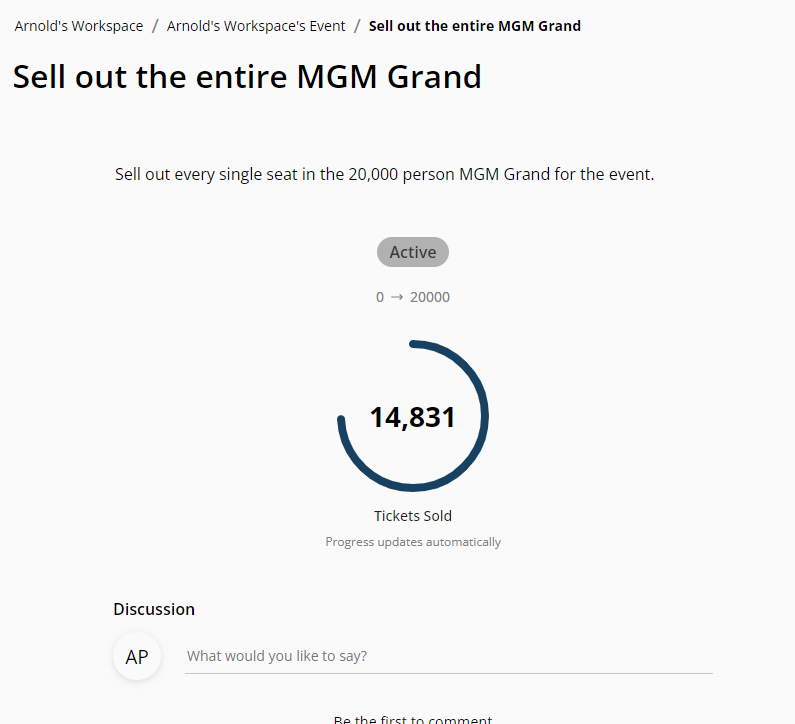 Arnold's Workspace / Arnold's Workspace's Event / Sell out the entire MGM Grand
Sell out the entire MGM Grand
Sell out every single seat in the 20,000 person MGM Grand for the event.
Active
0 → 20000
14,831
Tickets Sold
Progress updates automatically
Discussion
AP What would you like to say?
Be the first to comment